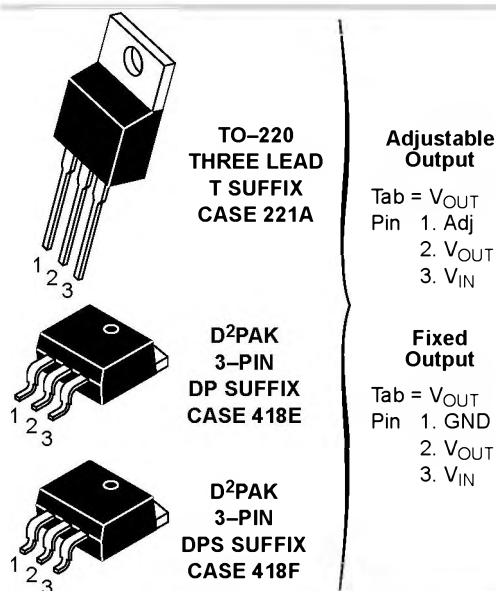 TO–220
THREE LEAD
T SUFFIX
CASE 221A
1
2
3
D2PAK
3–PIN
DP SUFFIX
CASE 418E
1
2
3
D2PAK
3–PIN
DPS SUFFIX
CASE 418F
1
2
3
Adjustable
Output
Tab = VOUT
Pin 1. Adj
2. VOUT
3. VIN
Fixed
Output
Tab = VOUT
Pin 1. GND
2. VOUT
3. VIN